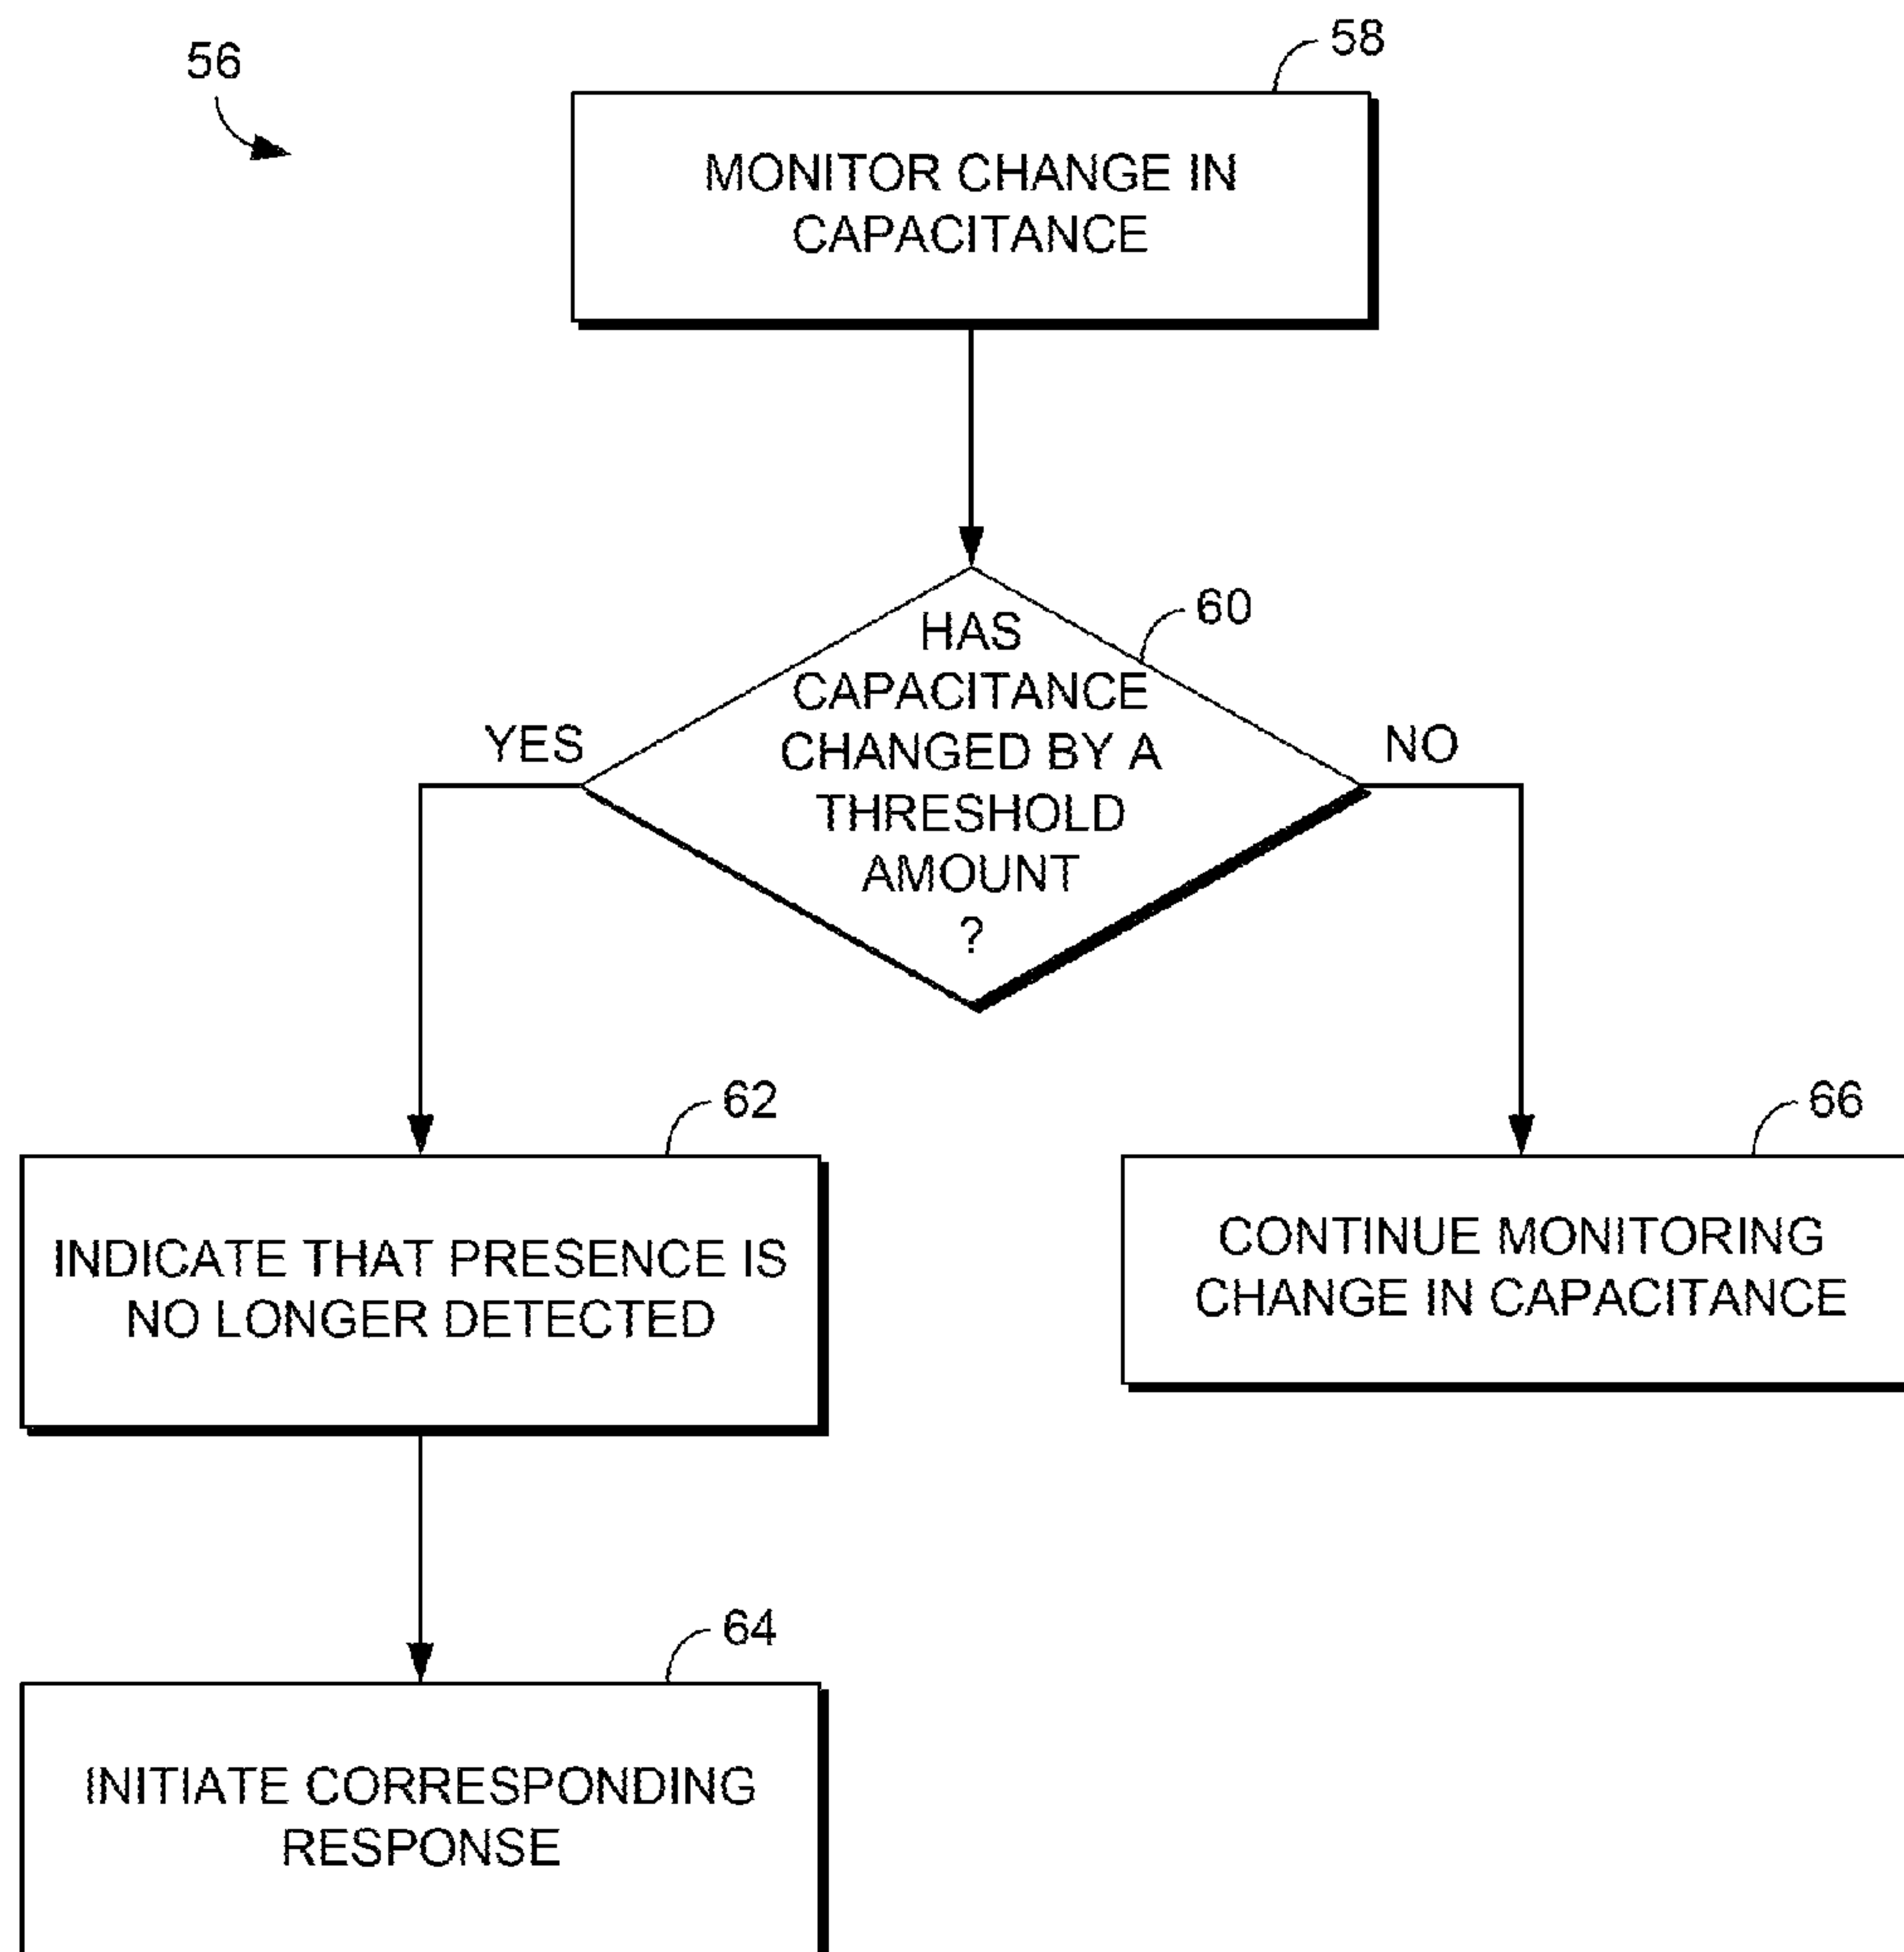 56
58
MONITOR CHANGE IN
CAPACITANCE
60
HAS
CAPACITANCE
CHANGED BY A
THRESHOLD
AMOUNT
?
YES
NO
62
INDICATE THAT PRESENCE IS
NO LONGER DETECTED
66
CONTINUE MONITORING
CHANGE IN CAPACITANCE
64
INITIATE CORRESPONDING
RESPONSE